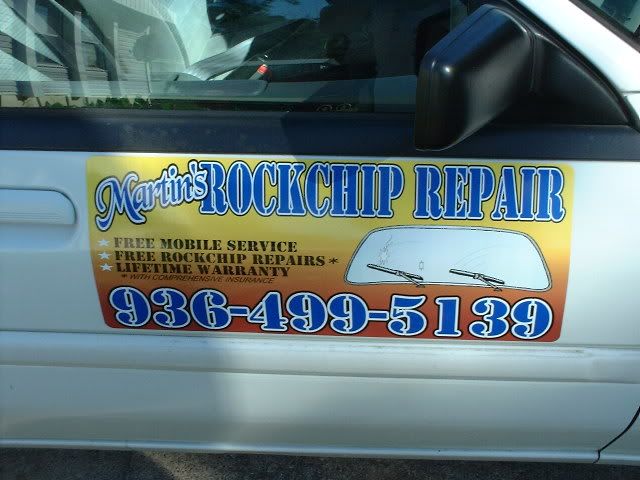 Martin's ROCKCHIP REPAIR
FREE MOBILE SERVICE
FREE ROCKCHIP REPAIRS *
LIFETIME WARRANTY
* WITH COMPREHENSIVE INSURANCE
936-499-5139